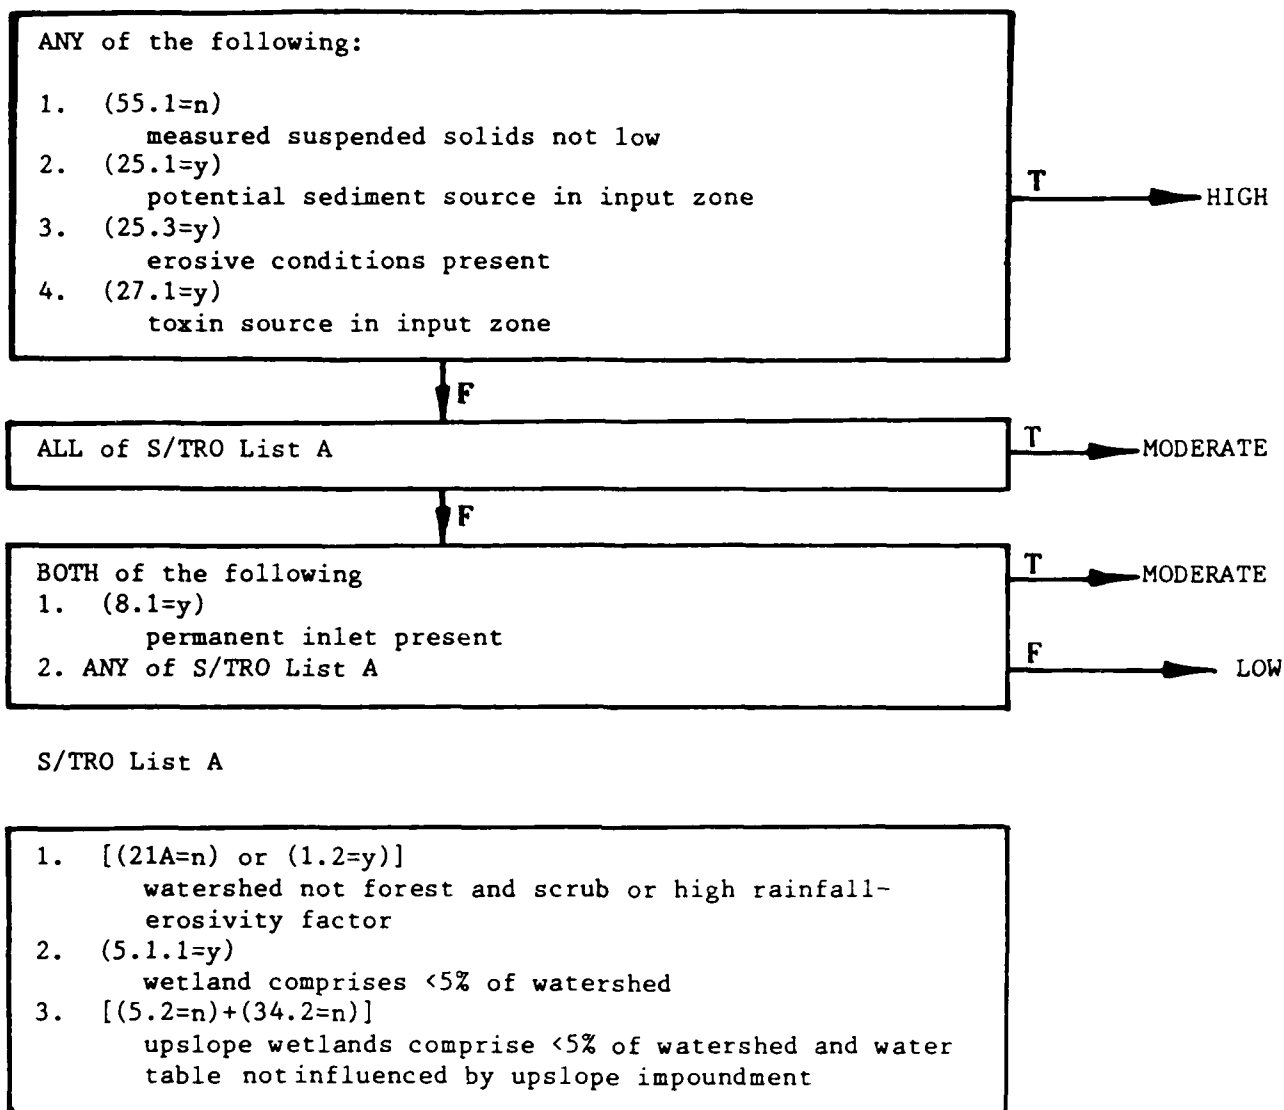 ANY of the following:
1. (55.1=n)
measured suspended solids not low
2. (25.1=y)
potential sediment source in input zone
T
HIGH
3. (25.3=y)
erosive conditions present
4. (27.1=y)
toxin source in input zone
F
ALL of S/TRO List A
T
MODERATE
F
BOTH of the following
T
MODERATE
1. (8.1=y)
permanent inlet present
2. ANY of S/TRO List A
F
LOW
S/TRO List A
1. [(21A=n) or (1.2=y)]
watershed not forest and scrub or high rainfall-
erosivity factor
2. (5.1.1=y)
wetland comprises <5% of watershed
3. [(5.2=n)+(34.2=n)]
upslope wetlands comprise <5% of watershed and water
table not influenced by upslope impoundment